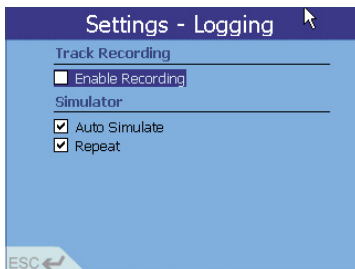 Settings - Logging
Track Recording
Enable Recording
Simulator
Auto Simulate
Repeat
ESC